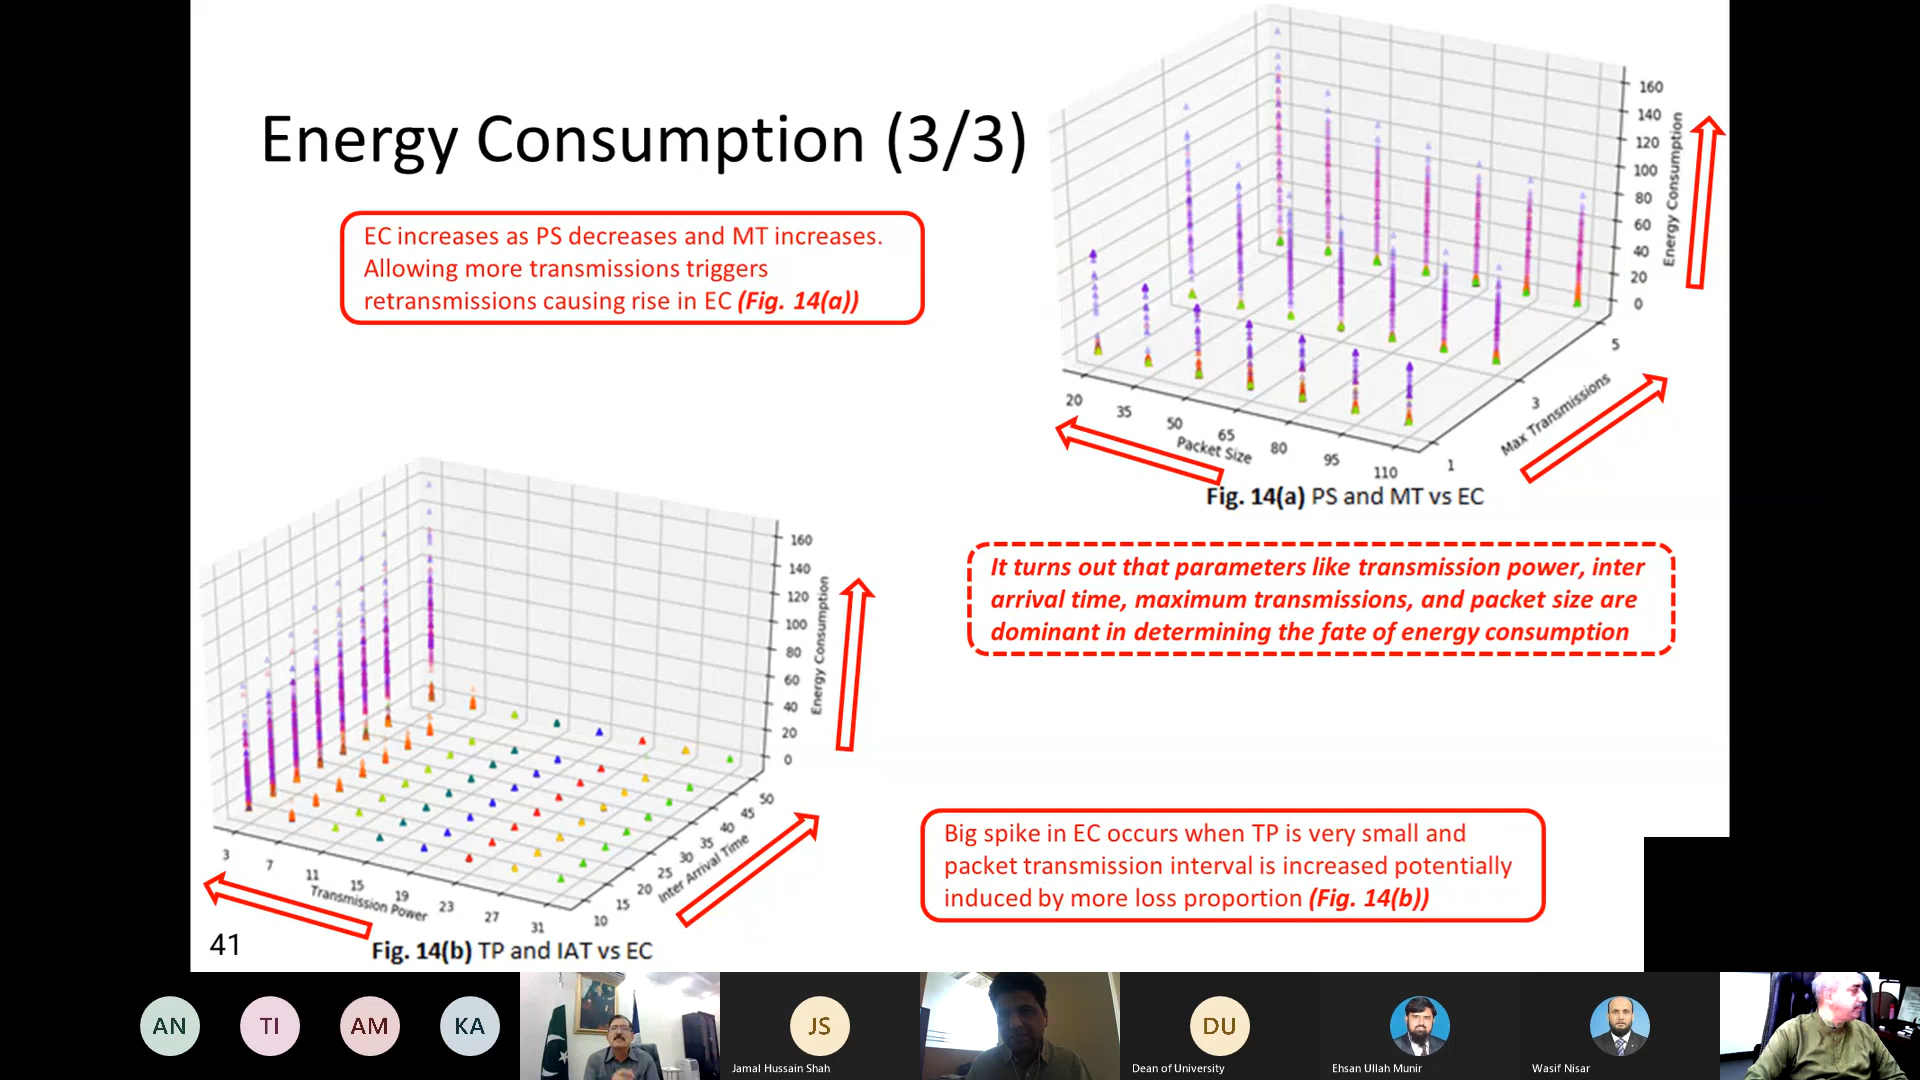 Energy Consumption (3/3)
EC increases as PS decreases and MT increases.
Allowing more transmissions triggers
retransmissions causing rise in EC (Fig. 14(a))
160
140
120
100
80
60
40
20
0
Energy Consumption
5
3
1
Max Transmissions
20
35
50
65
80
95
110
Packet Size
Fig. 14(a) PS and MT vs EC
It turns out that parameters like transmission power, inter
arrival time, maximum transmissions, and packet size are
dominant in determining the fate of energy consumption
160
140
120
100
80
60
40
20
0
Energy Consumption
50
45
40
35
30
25
20
15
10
Inter Arrival Time
3
7
11
15
19
23
27
31
Transmission Power
Fig. 14(b) TP and IAT vs EC
Big spike in EC occurs when TP is very small and
packet transmission interval is increased potentially
induced by more loss proportion (Fig. 14(b))
41
AN
TI
AM
KA
JS
Jamal Hussain Shah
DU
Dean of University
Ehsan Ullah Munir
Wasif Nisar